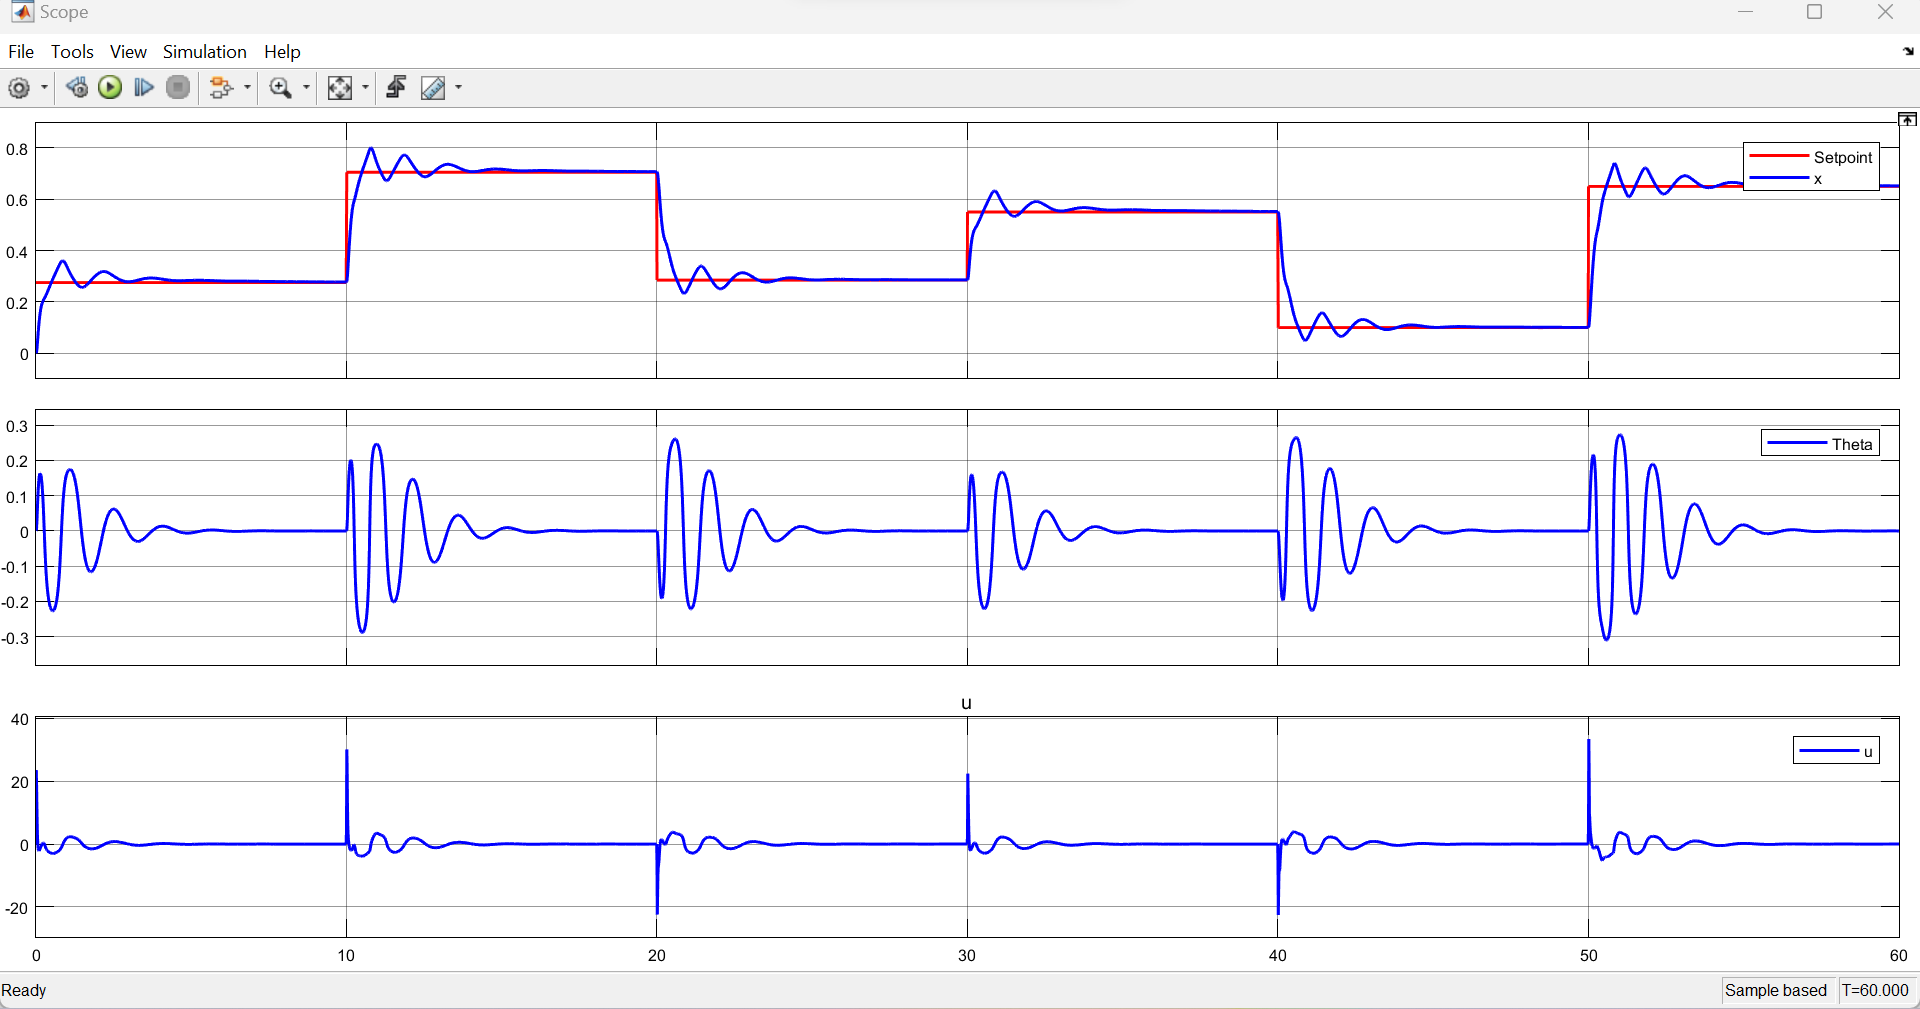 Scope
File Tools View Simulation Help
0.8
0.6
0.4
0.2
0
Setpoint
x
0.3
0.2
0.1
0
-0.1
-0.2
-0.3
Theta
u
40
20
0
-20
u
0 10 20 30 40 50 60
Ready Sample based T=60.000